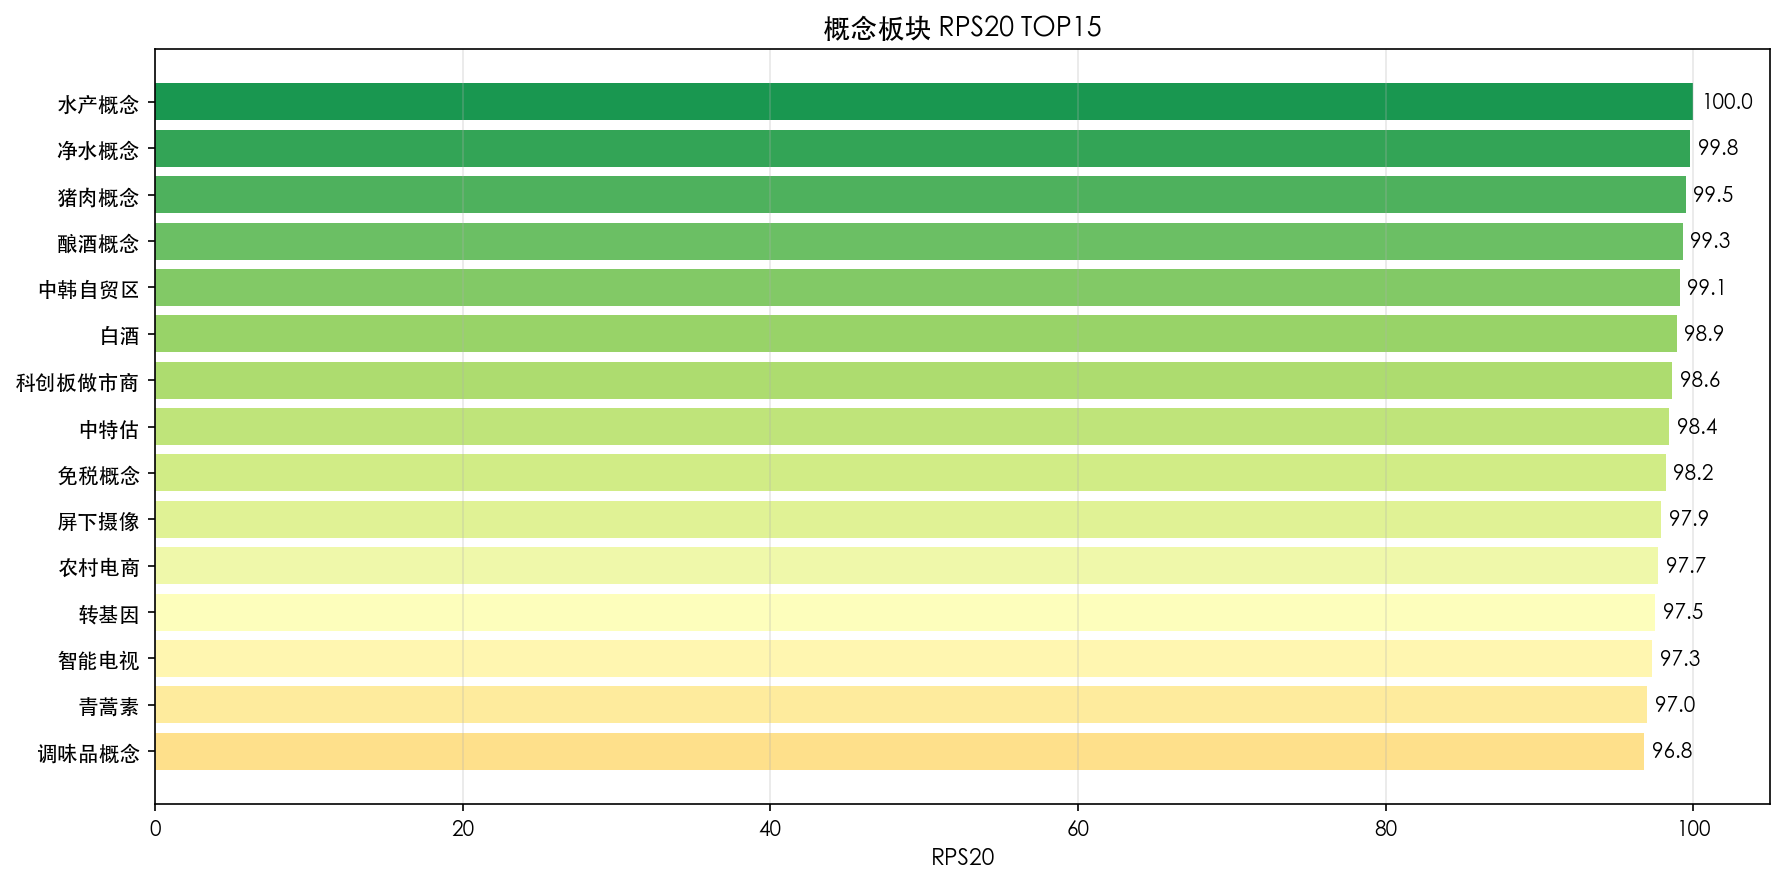 概念板块 RPS20 TOP15
水产概念 100.0
净水概念 99.8
猪肉概念 99.5
酿酒概念 99.3
中韩自贸区 99.1
白酒 98.9
科创板做市商 98.6
中特估 98.4
免税概念 98.2
屏下摄像 97.9
农村电商 97.7
转基因 97.5
智能电视 97.3
青蒿素 97.0
调味品概念 96.8
0 20 40 60 80 100
RPS20